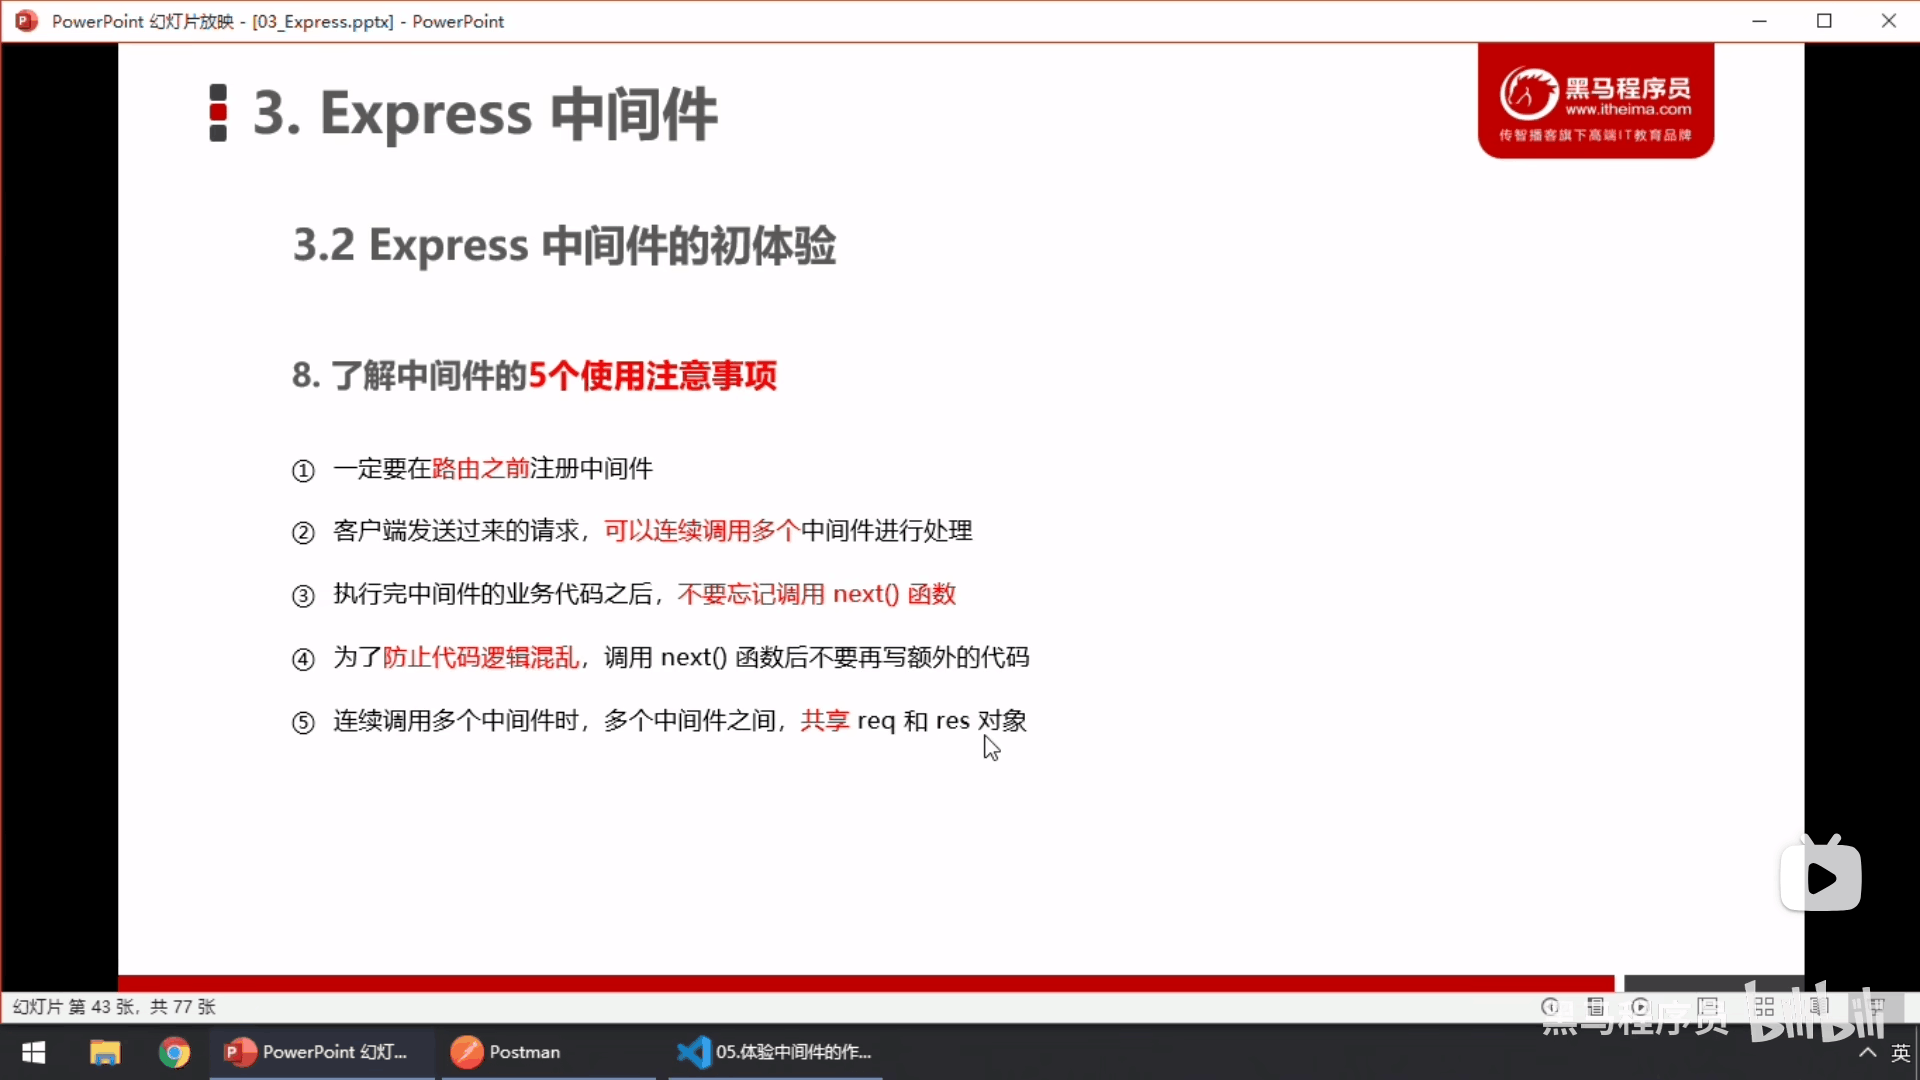 PowerPoint 幻灯片放映 - [03_Express.pptx] - PowerPoint
3. Express 中间件
黑马程序员
www.itheima.com
传智播客旗下高端IT教育品牌
3.2 Express 中间件的初体验
8. 了解中间件的5个使用注意事项
① 一定要在路由之前注册中间件
② 客户端发送过来的请求，可以连续调用多个中间件进行处理
③ 执行完中间件的业务代码之后，不要忘记调用 next() 函数
④ 为了防止代码逻辑混乱，调用 next() 函数后不要再写额外的代码
⑤ 连续调用多个中间件时，多个中间件之间，共享 req 和 res 对象
幻灯片 第 43 张，共 77 张
黑马程序员 bilibili
PowerPoint 幻灯... Postman 05.体验中间件的作... 英